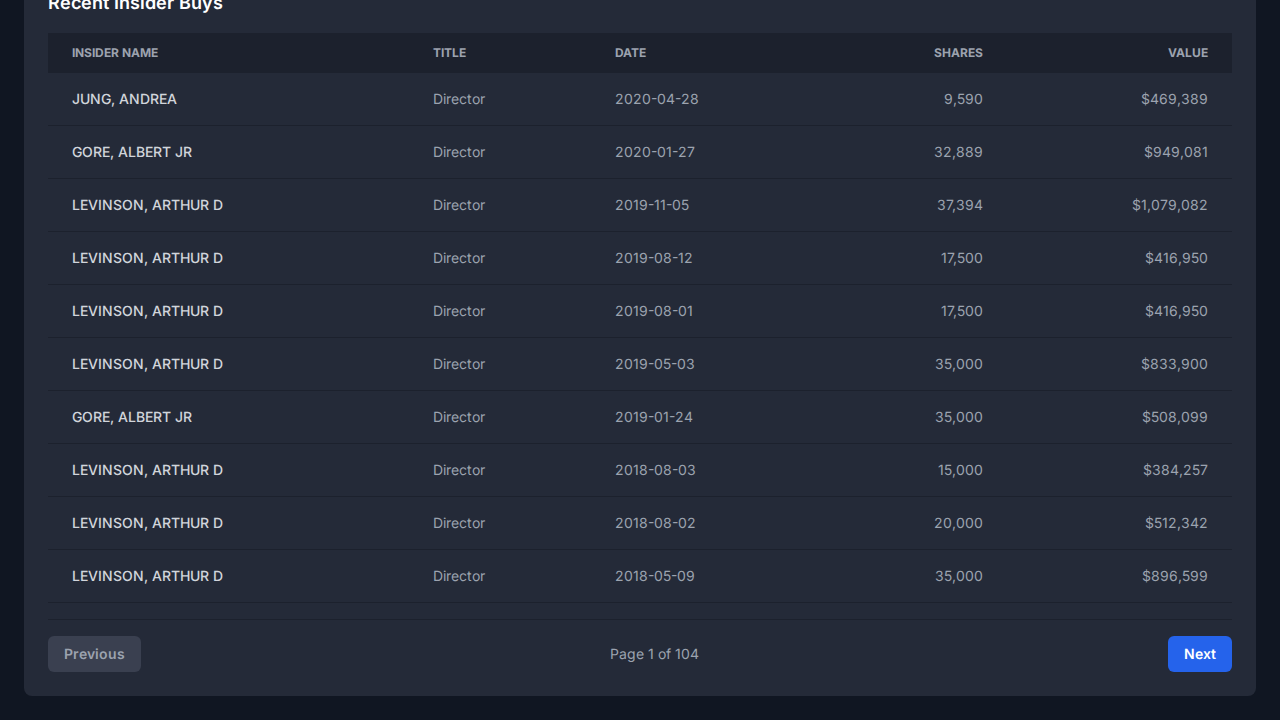 Recent Insider Buys
INSIDER NAME TITLE DATE SHARES VALUE
JUNG, ANDREA Director 2020-04-28 9,590 $469,389
GORE, ALBERT JR Director 2020-01-27 32,889 $949,081
LEVINSON, ARTHUR D Director 2019-11-05 37,394 $1,079,082
LEVINSON, ARTHUR D Director 2019-08-12 17,500 $416,950
LEVINSON, ARTHUR D Director 2019-08-01 17,500 $416,950
LEVINSON, ARTHUR D Director 2019-05-03 35,000 $833,900
GORE, ALBERT JR Director 2019-01-24 35,000 $508,099
LEVINSON, ARTHUR D Director 2018-08-03 15,000 $384,257
LEVINSON, ARTHUR D Director 2018-08-02 20,000 $512,342
LEVINSON, ARTHUR D Director 2018-05-09 35,000 $896,599
Previous Page 1 of 104 Next